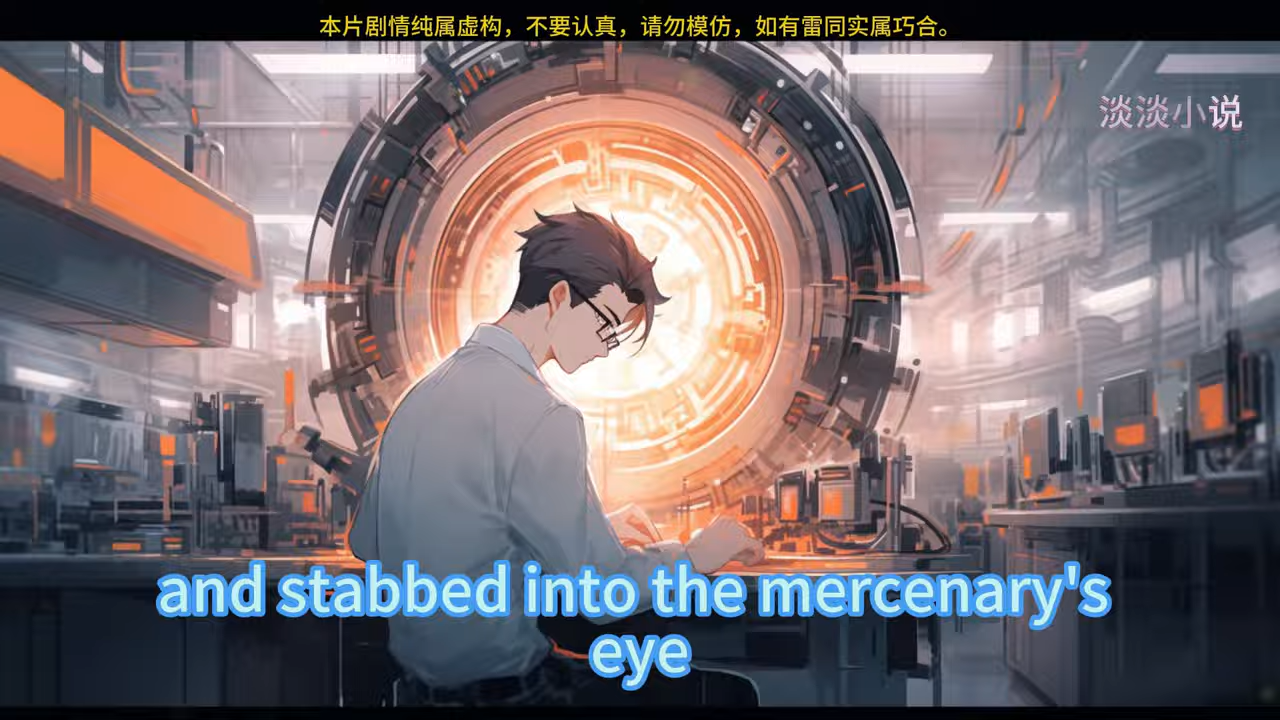 本片剧情纯属虚构，不要认真，请勿模仿，如有雷同实属巧合。
淡淡小说
and stabbed into the mercenary's
eye